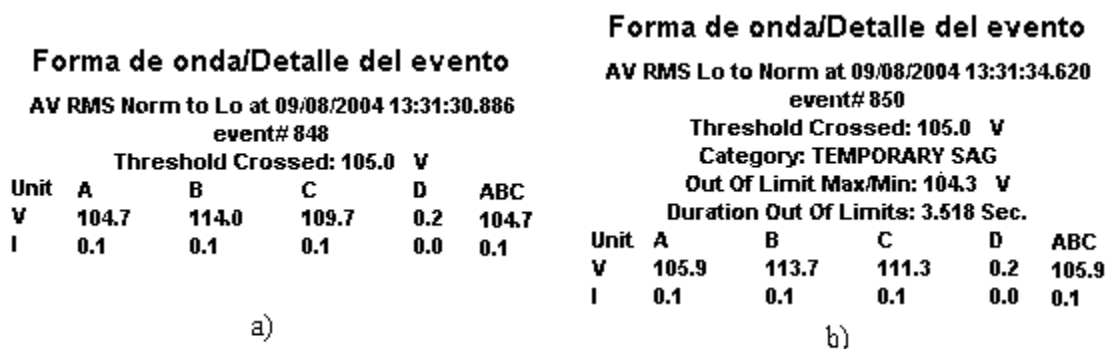 Forma de onda/Detalle del evento
AV RMS Norm to Lo at 09/08/2004 13:31:30.886
event# 848
Threshold Crossed: 105.0 V
Unit A B C D ABC
V 104.7 114.0 109.7 0.2 104.7
I 0.1 0.1 0.1 0.0 0.1
a)
Forma de onda/Detalle del evento
AV RMS Lo to Norm at 09/08/2004 13:31:34.620
event# 850
Threshold Crossed: 105.0 V
Category: TEMPORARY SAG
Out Of Limit Max/Min: 104.3 V
Duration Out Of Limits: 3.518 Sec.
Unit A B C D ABC
V 105.9 113.7 111.3 0.2 105.9
I 0.1 0.1 0.1 0.0 0.1
b)